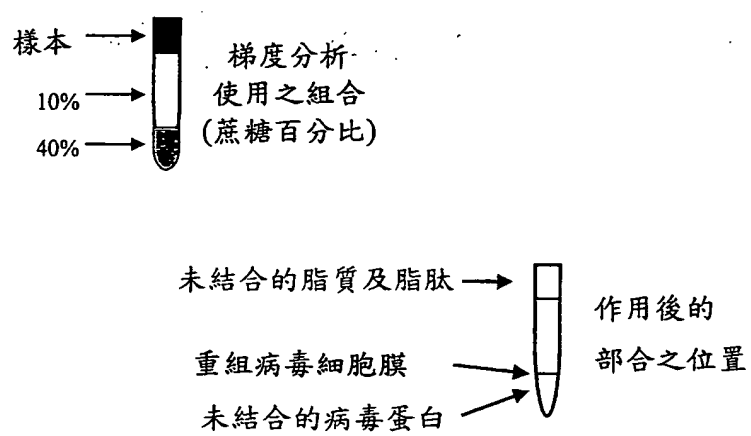 樣本
10%
40%
梯度分析
使用之組合
(蔗糖百分比)
未結合的脂質及脂肽
重組病毒細胞膜
未結合的病毒蛋白
作用後的
部合之位置